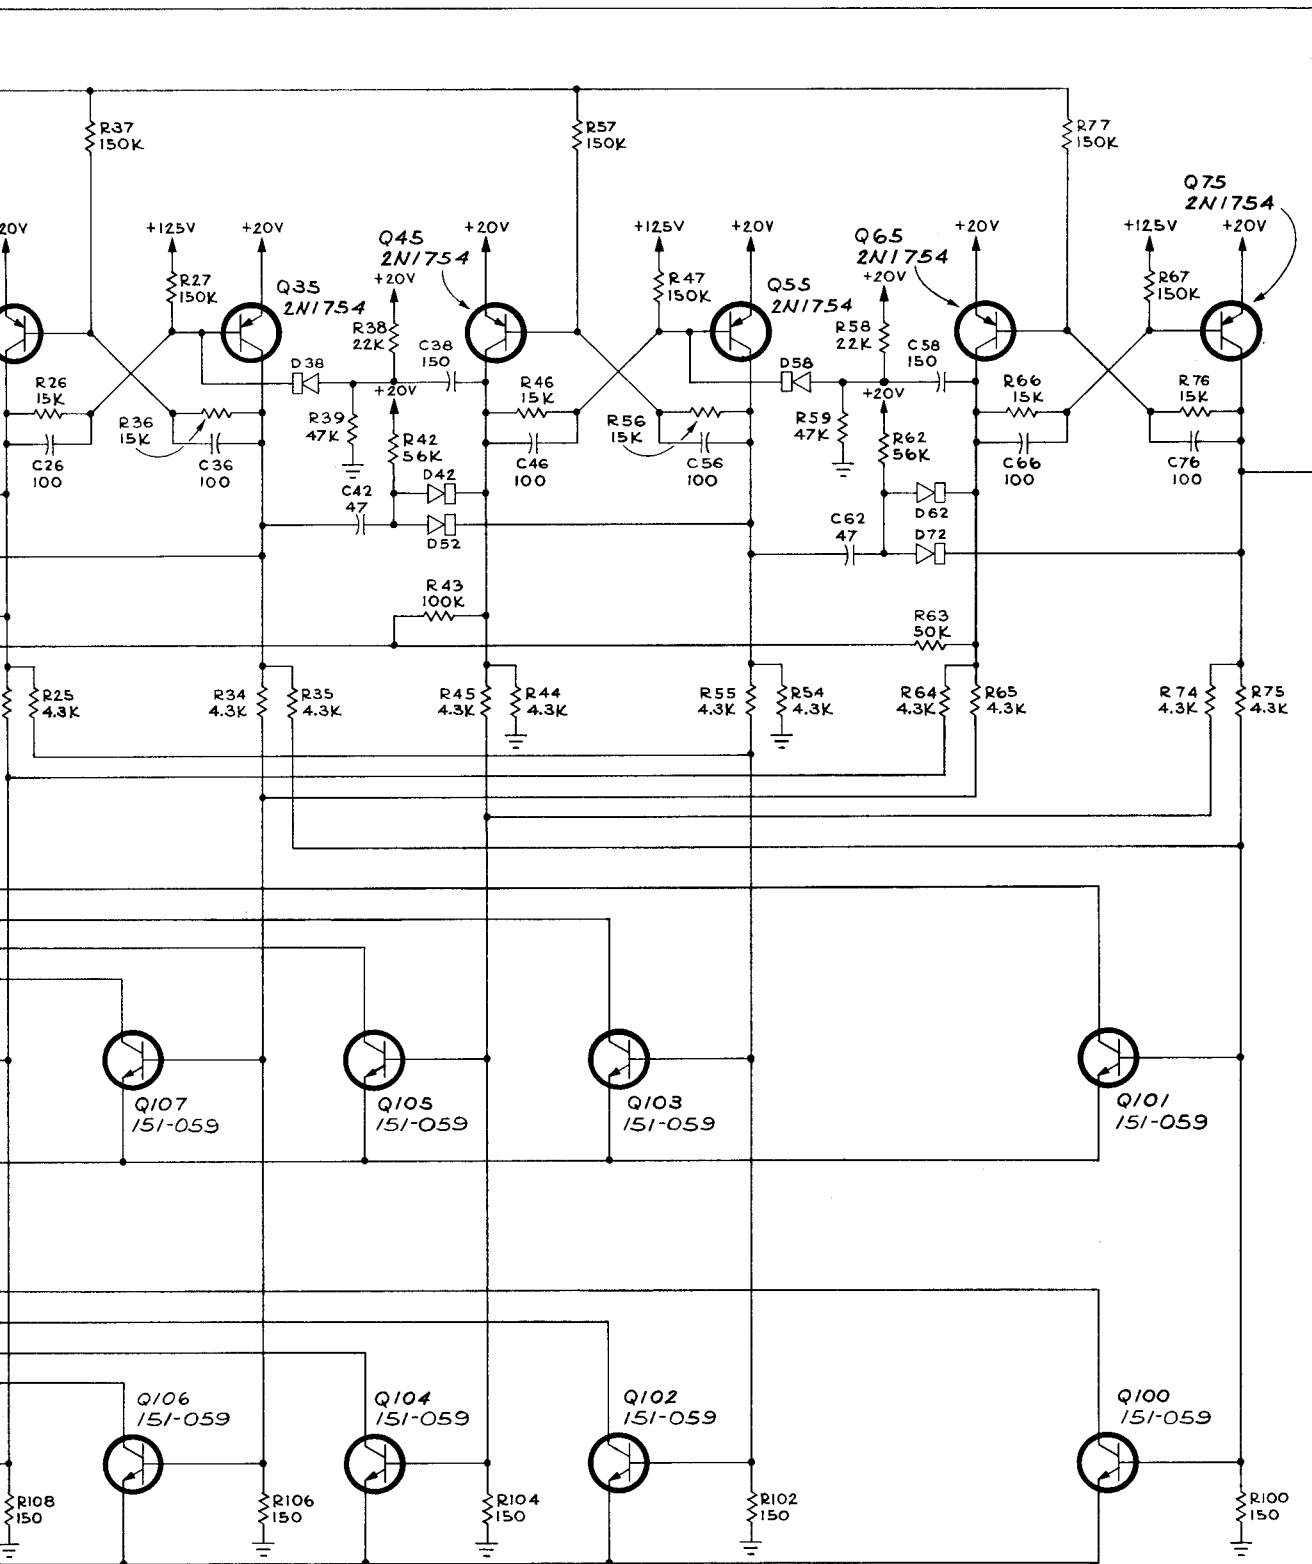 R37
150K
R57
150K
R77
150K
Q75
2N1754
20V
+125V
+20V
Q45
2N1754
+20V
+125V
+20V
Q65
2N1754
+20V
+125V
+20V
R27
150K
Q35
2N1754
+20V
R47
150K
Q55
2N1754
+20V
R67
150K
R38
22K
C38
150
R58
22K
C58
150
D38
+20V
D58
+20V
R26
15K
R36
15K
R39
47K
R42
56K
R46
15K
R56
15K
R59
47K
R62
56K
R66
15K
R76
15K
C26
100
C36
100
D42
C46
100
C56
100
C66
100
C76
100
C42
47
D52
C62
47
D62
D72
R43
100K
R63
50K
R25
4.3K
R34
4.3K
R35
4.3K
R45
4.3K
R44
4.3K
R55
4.3K
R54
4.3K
R64
4.3K
R65
4.3K
R74
4.3K
R75
4.3K
Q107
151-059
Q105
151-059
Q103
151-059
Q101
151-059
Q106
151-059
Q104
151-059
Q102
151-059
Q100
151-059
R108
150
R106
150
R104
150
R102
150
R100
150